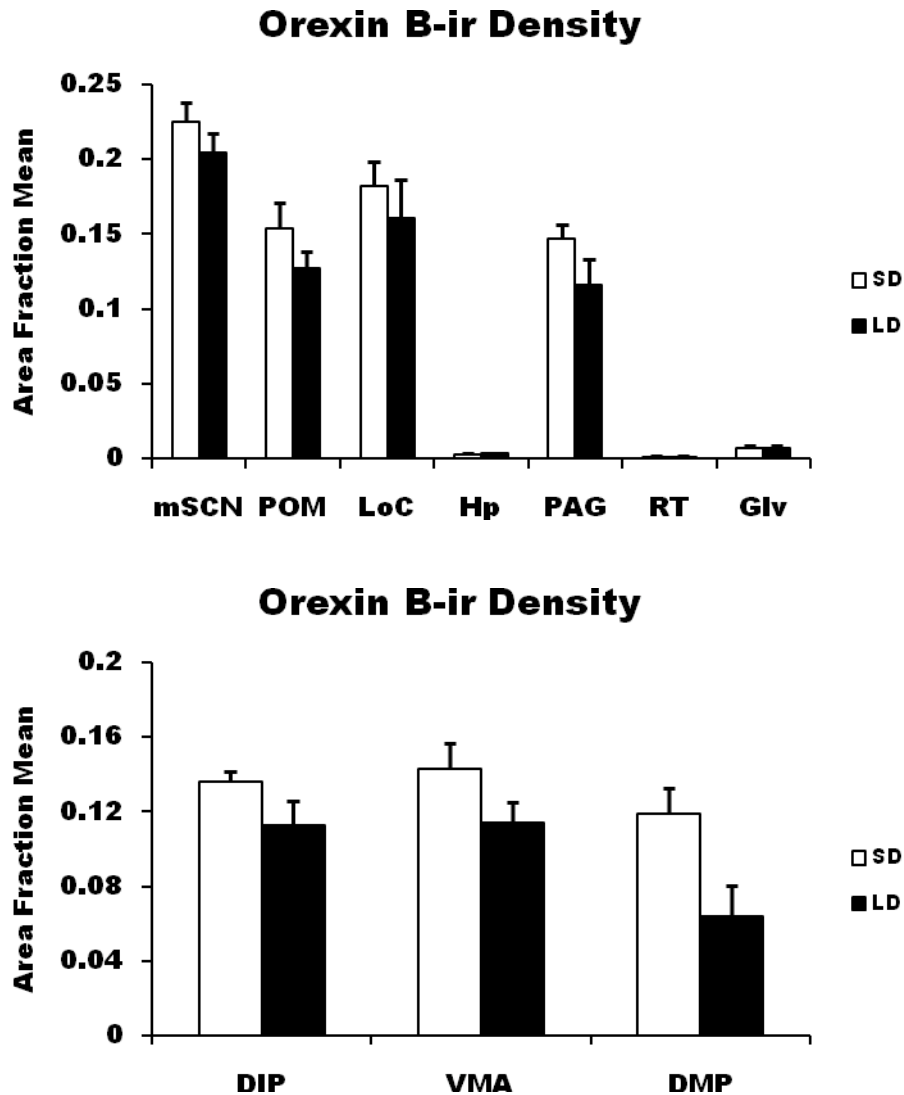 Orexin B-ir Density
0.25
0.2
0.15
0.1
0.05
0
Area Fraction Mean
SD
LD
mSCN POM LoC Hp PAG RT Glv
Orexin B-ir Density
0.2
0.16
0.12
0.08
0.04
0
Area Fraction Mean
SD
LD
DIP VMA DMP